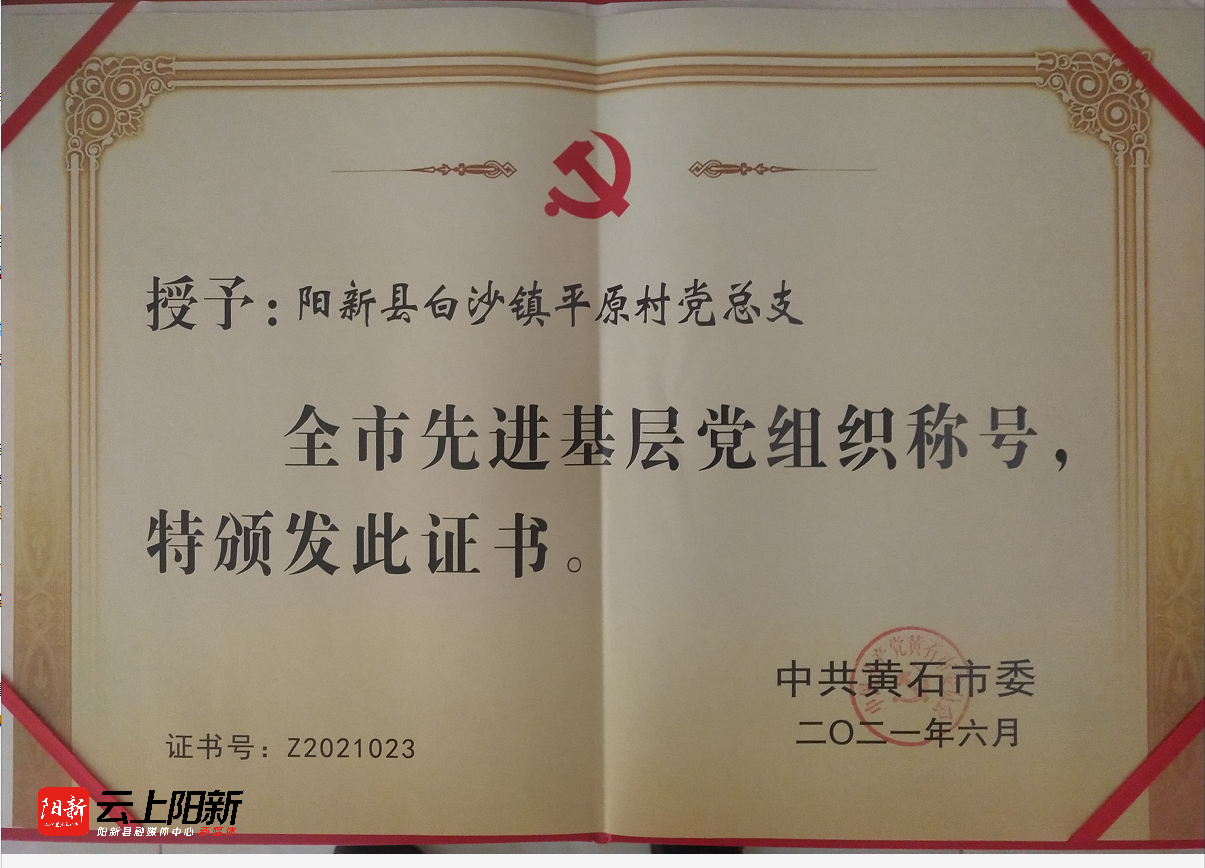 授予：阳新县白沙镇平原村党总支
全市先进基层党组织称号，
特颁发此证书。
中共黄石市委
二〇二一年六月
证书号：Z2021023
阳新
云上阳新
阳新县融媒体中心